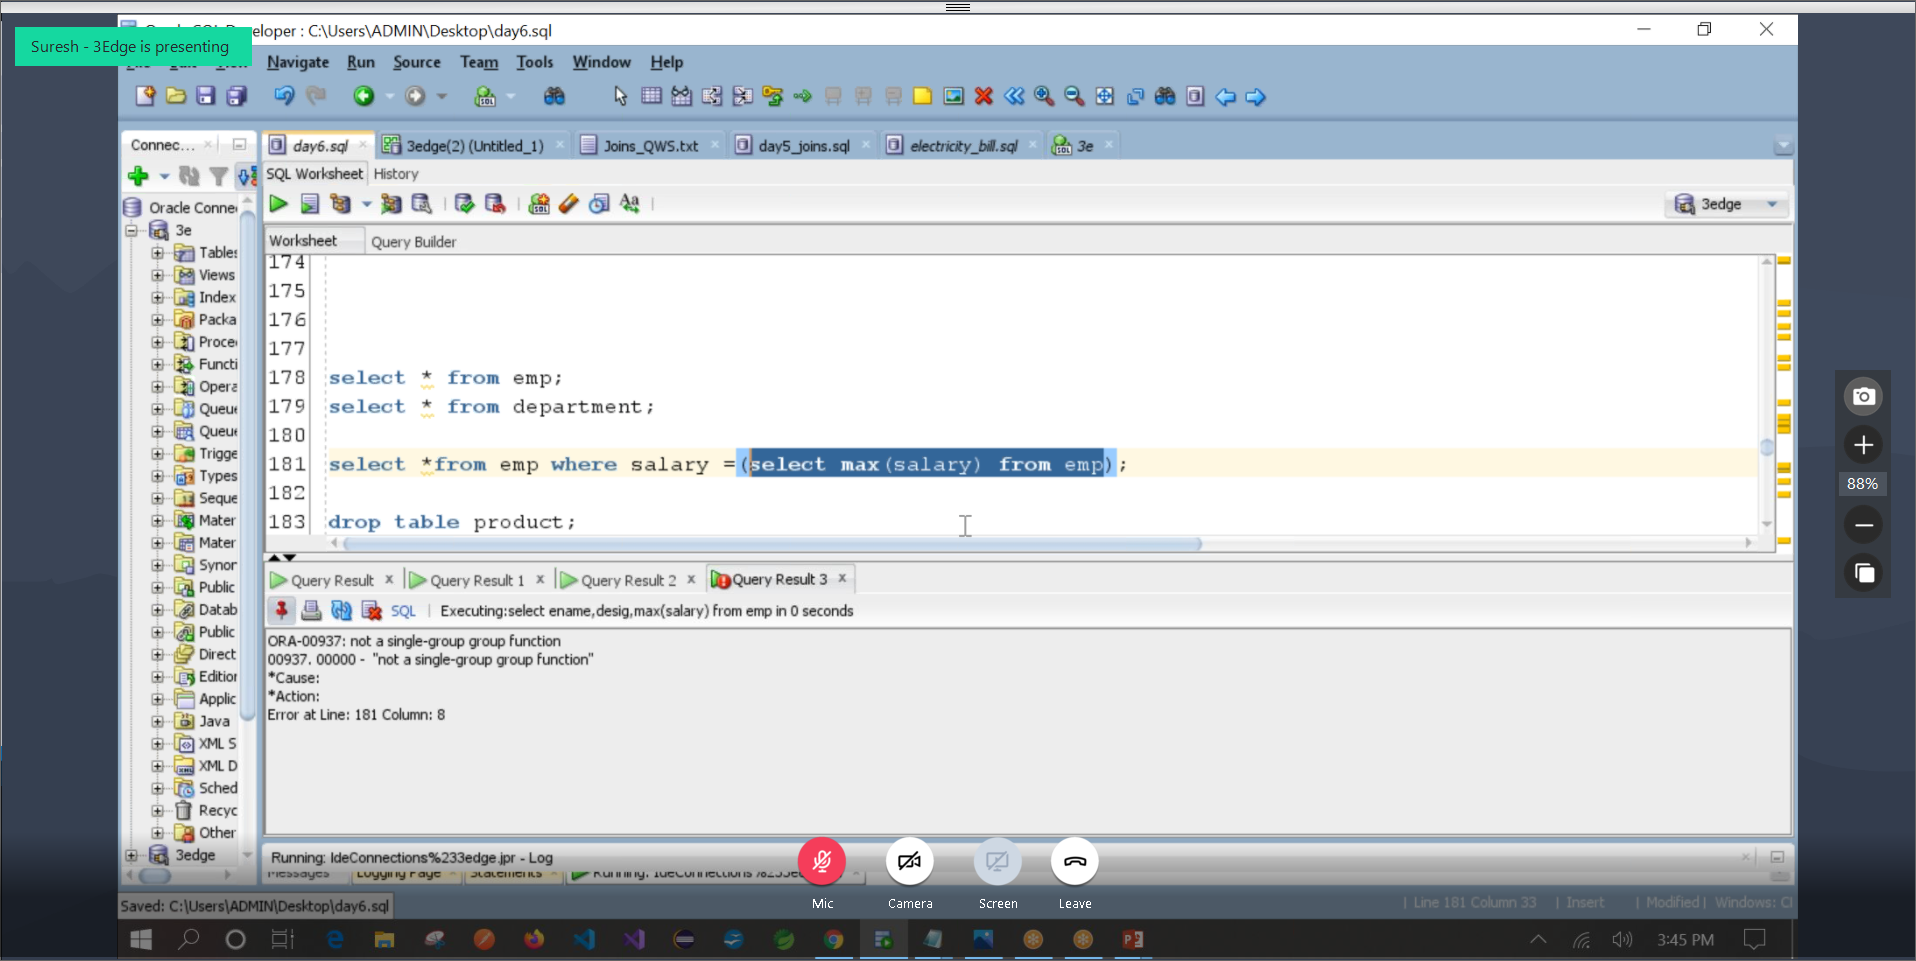 Suresh - 3Edge is presenting
eloper : C:\Users\ADMIN\Desktop\day6.sql
Navigate Run Source Team Tools Window Help
Connec...
day6.sql 3edge(2) (Untitled_1) Joins_QWS.txt day5_joins.sql electricity_bill.sql 3e
SQL Worksheet History
3edge
Worksheet Query Builder
Oracle Conne
3e
Tables
Views
Index
Packa
Proce
Functi
Opera
Queue
Queue
Trigge
Types
Seque
Mater
Mater
Synor
Public
Datab
Public
Direct
Edition
Applic
Java
XML S
XML D
Sched
Recyc
Other
3edge
174
175
176
177
178 select * from emp;
179 select * from department;
180
181 select *from emp where salary =(select max(salary) from emp);
182
183 drop table product;
Query Result Query Result 1 Query Result 2 Query Result 3
SQL Executing:select ename,desig,max(salary) from emp in 0 seconds
ORA-00937: not a single-group group function
00937. 00000 - "not a single-group group function"
*Cause:
*Action:
Error at Line: 181 Column: 8
88%
Running: IdeConnections%233edge.jpr - Log
Messages Logging Page Statements Running: IdeConnections%233e
Mic Camera Screen Leave
Saved: C:\Users\ADMIN\Desktop\day6.sql
Line 181 Column 33 Insert Modified Windows: C
3:45 PM